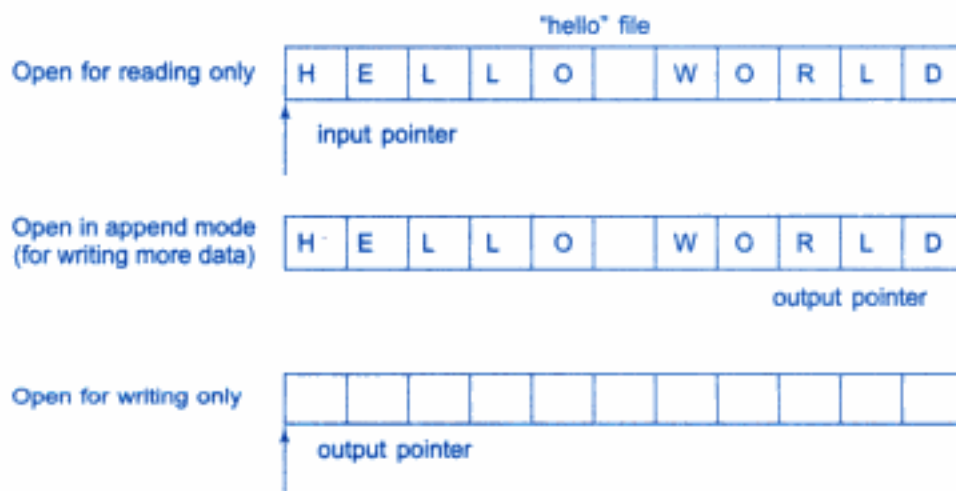 "hello" file
Open for reading only H E L L O W O R L D
input pointer
Open in append mode
(for writing more data) H E L L O W O R L D
output pointer
Open for writing only
output pointer